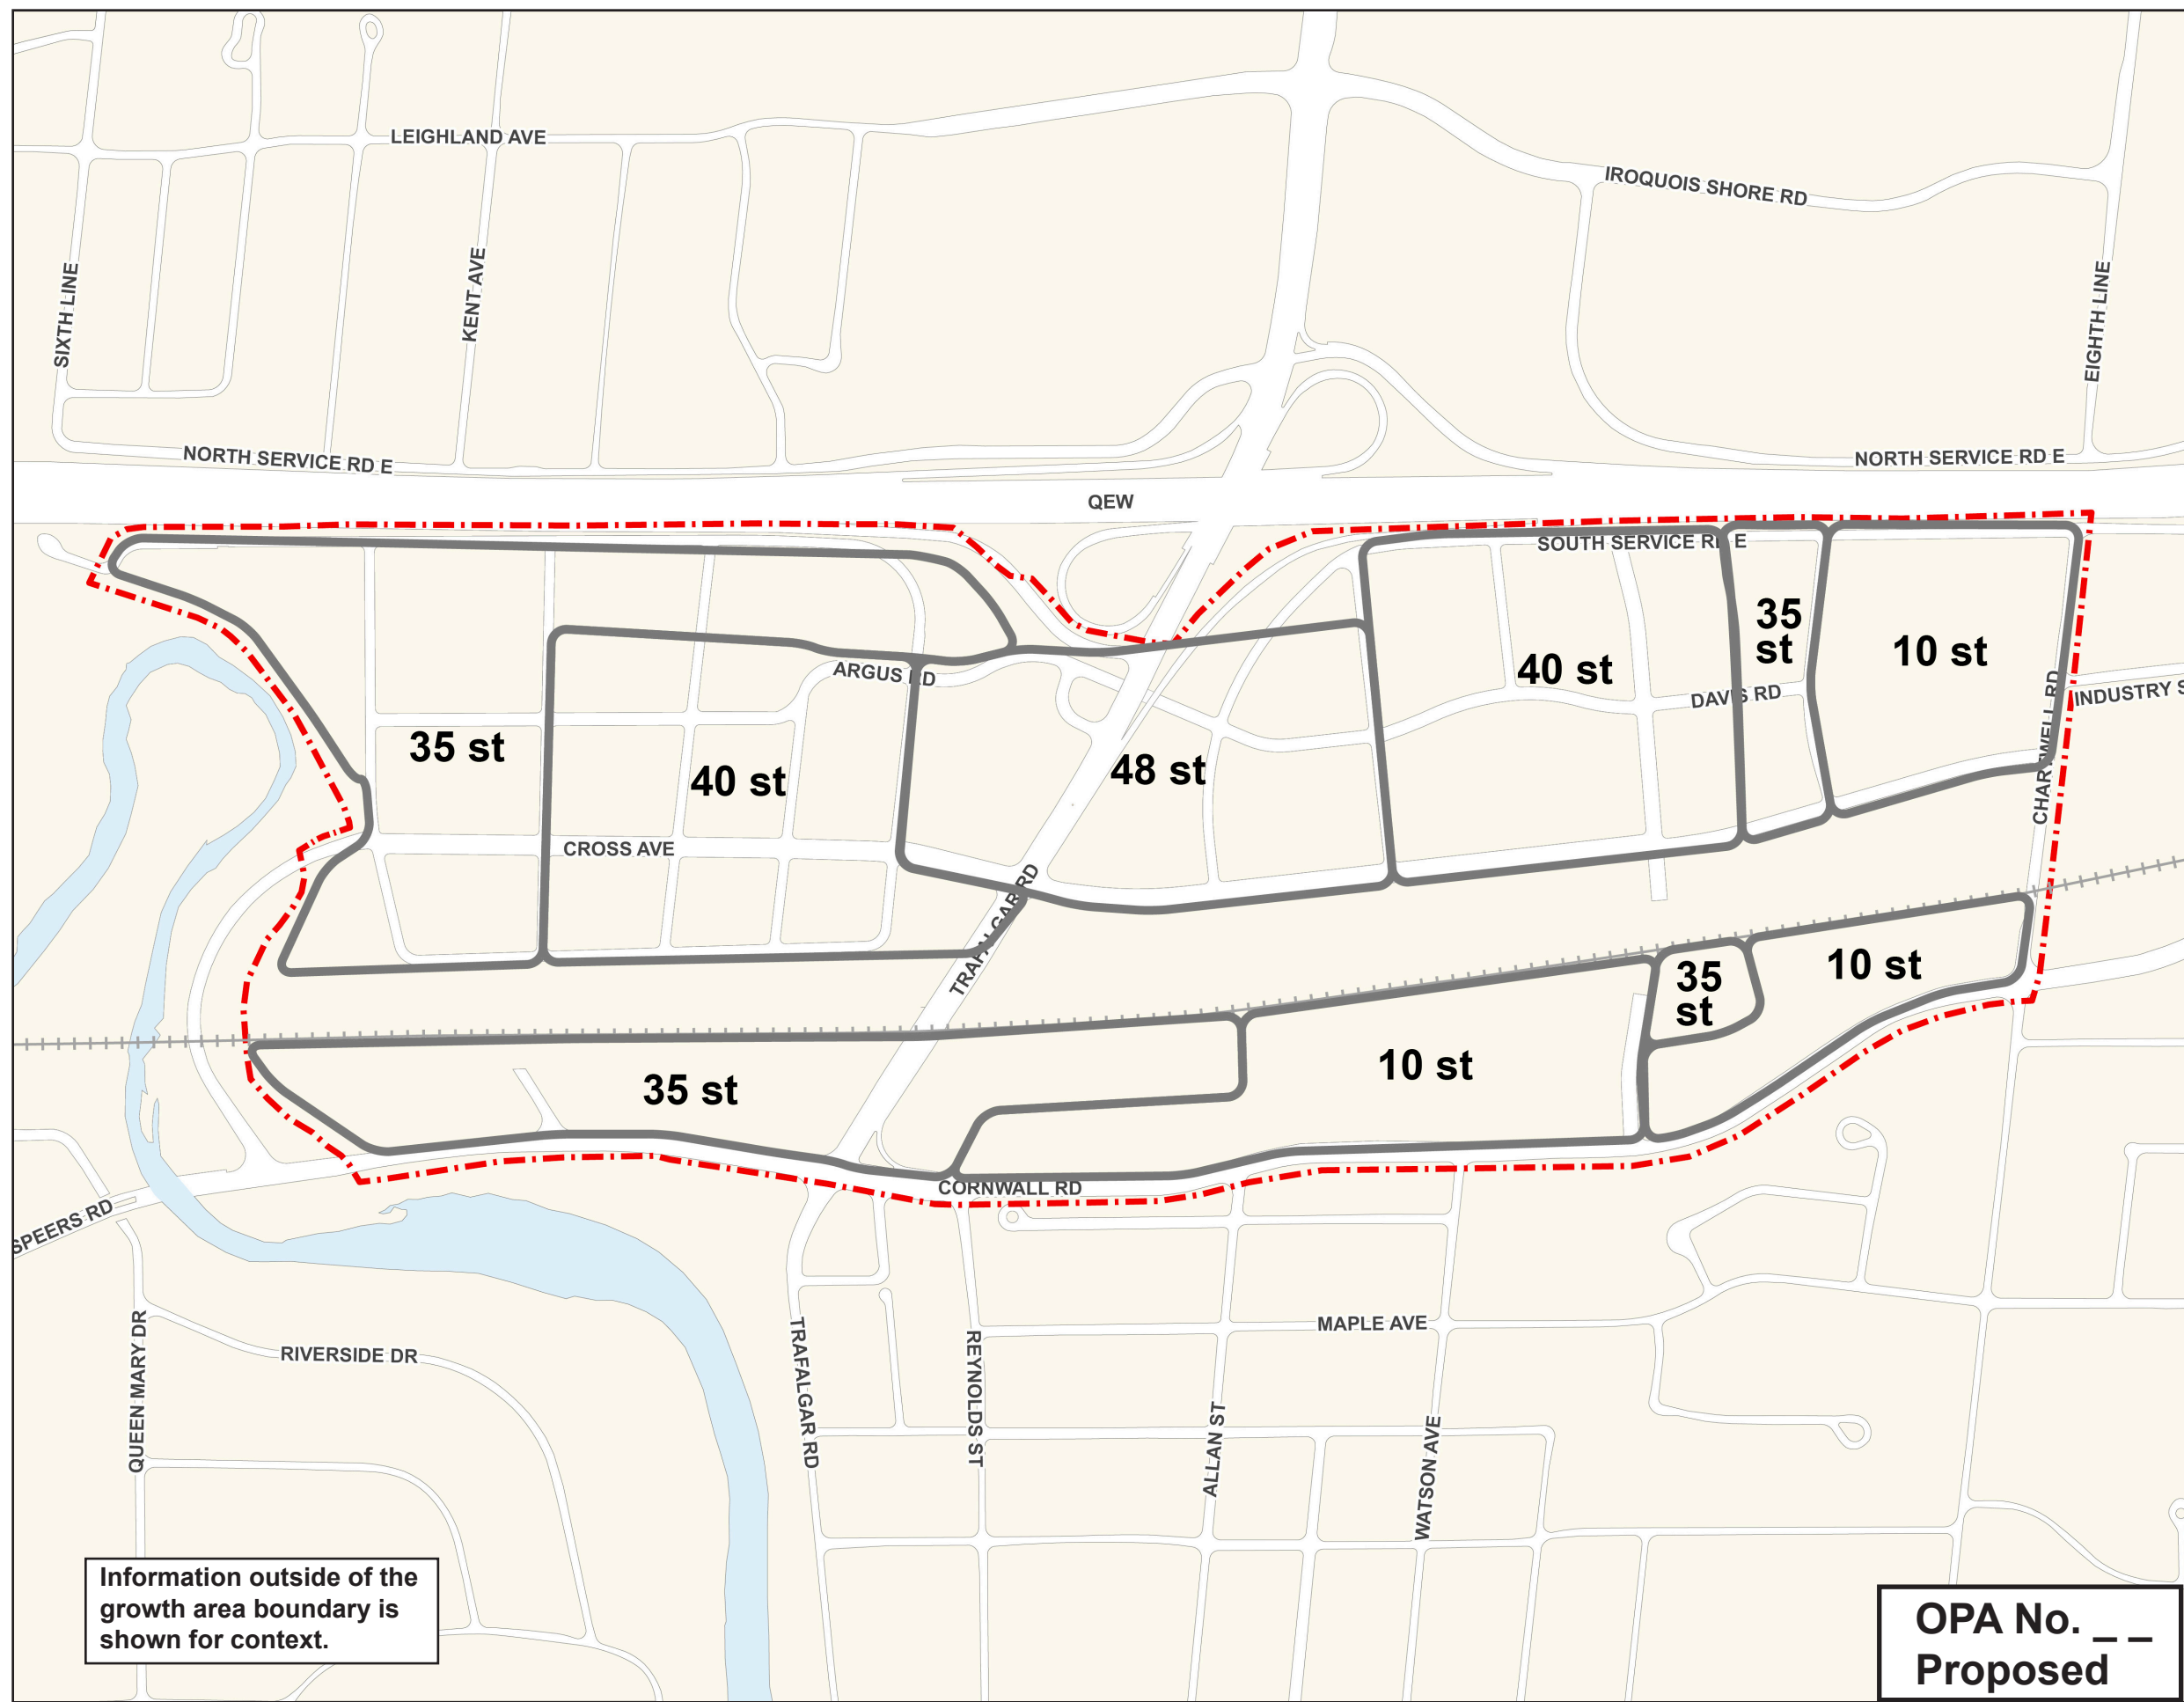 LEIGHLAND AVE
IROQUOIS SHORE RD
SIXTH LINE
KENT AVE
EIGHTH LINE
NORTH SERVICE RD E
NORTH SERVICE RD E
QEW
SOUTH SERVICE RD E
35
st
10 st
40 st
ARGUS RD
DAVIS RD
INDUSTRY S
CHARTWELL RD
35 st
40 st
48 st
CROSS AVE
TRAFALGAR RD
35
st
10 st
10 st
35 st
CORNWALL RD
SPEERS RD
QUEEN MARY DR
RIVERSIDE DR
TRAFALGAR RD
REYNOLDS ST
MAPLE AVE
ALLAN ST
WATSON AVE
Information outside of the
growth area boundary is
shown for context.
OPA No. _ _
Proposed